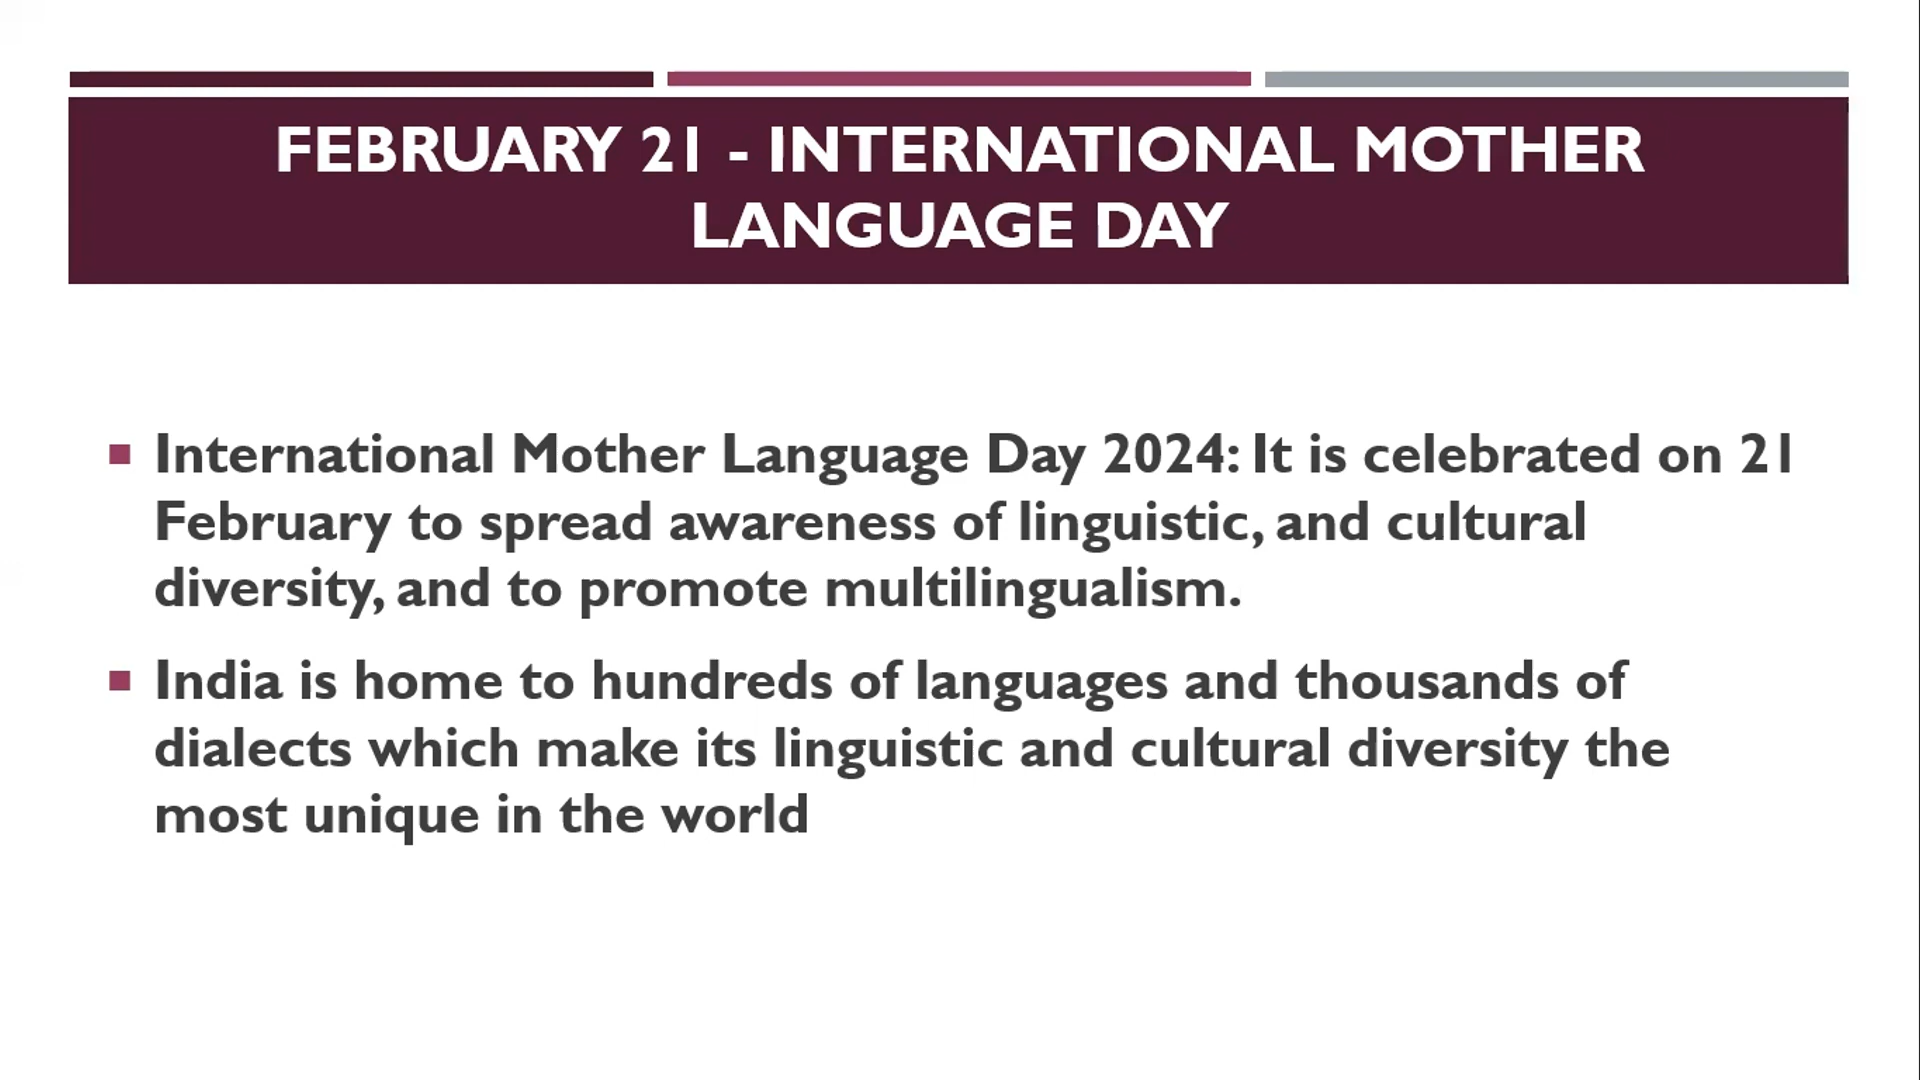 FEBRUARY 21 - INTERNATIONAL MOTHER
LANGUAGE DAY
International Mother Language Day 2024: It is celebrated on 21
February to spread awareness of linguistic, and cultural
diversity, and to promote multilingualism.
India is home to hundreds of languages and thousands of
dialects which make its linguistic and cultural diversity the
most unique in the world